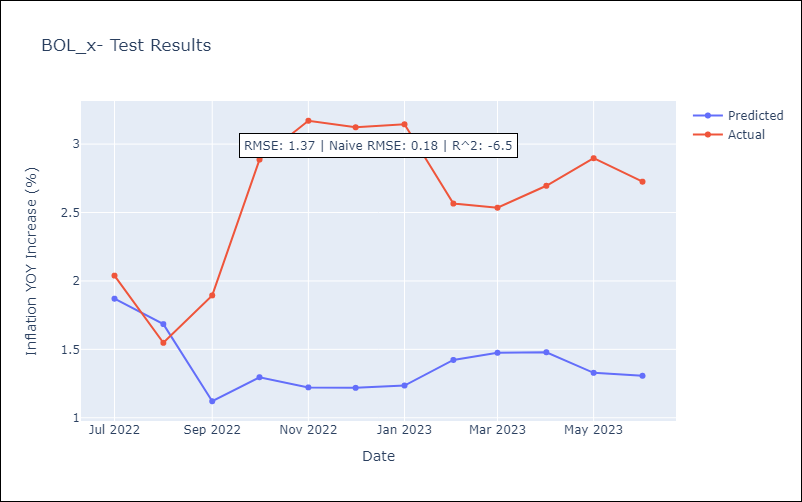 BOL_x- Test Results
Predicted
Actual
RMSE: 1.37 | Naive RMSE: 0.18 | R^2: -6.5
Inflation YOY Increase (%)
3
2.5
2
1.5
1
Jul 2022
Sep 2022
Nov 2022
Jan 2023
Mar 2023
May 2023
Date